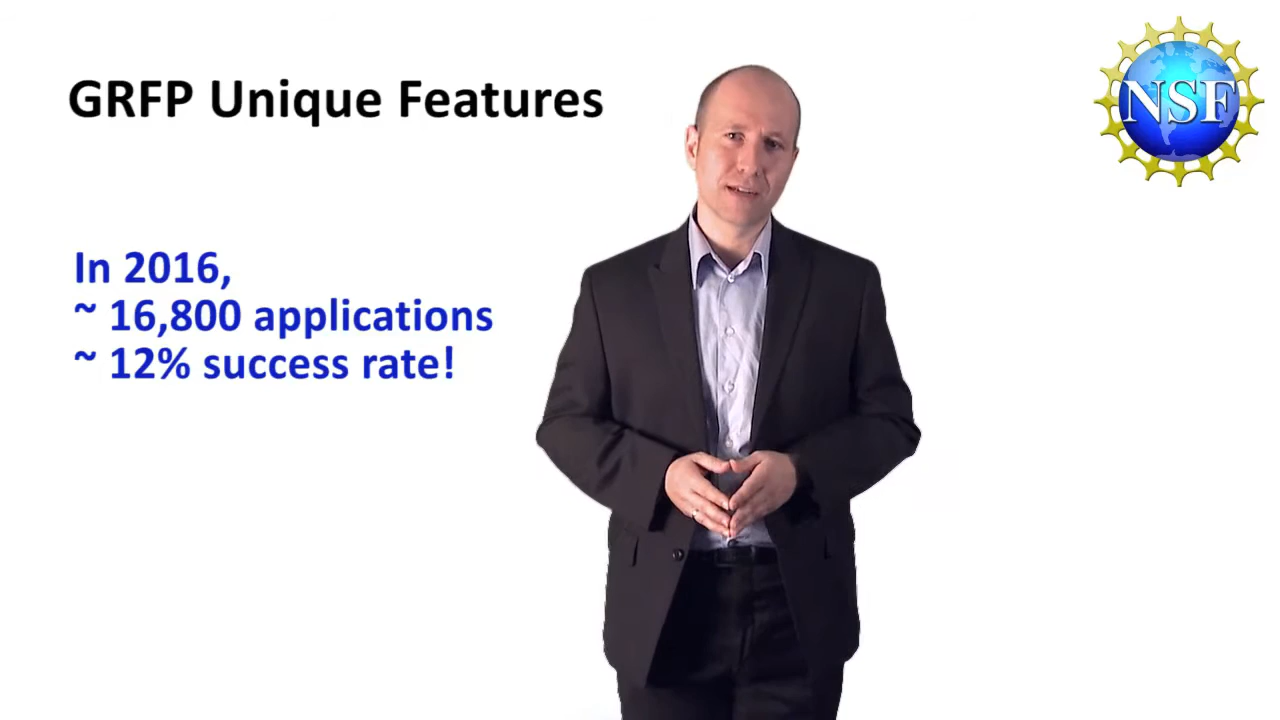 GRFP Unique Features
NSF
In 2016,
~ 16,800 applications
~ 12% success rate!